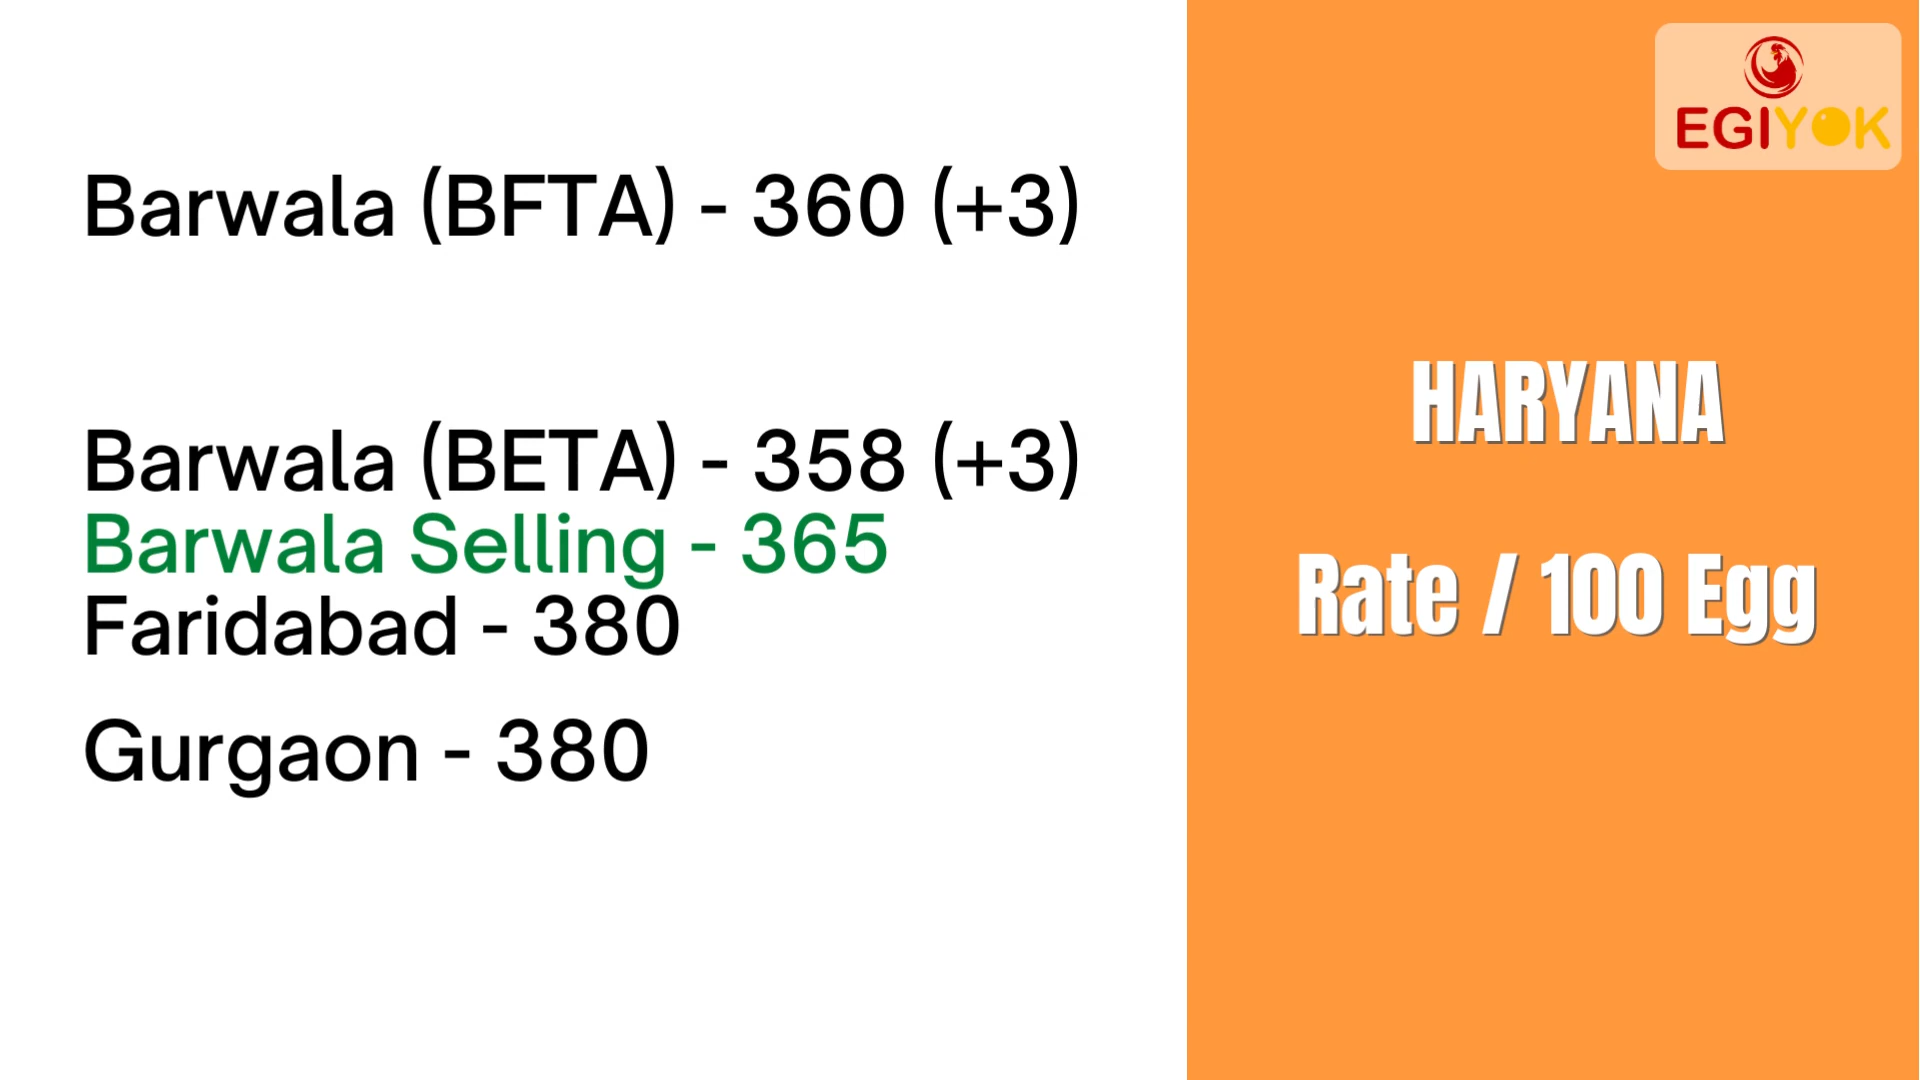 Barwala (BFTA) - 360 (+3)
Barwala (BETA) - 358 (+3)
Barwala Selling - 365
Faridabad - 380
Gurgaon - 380
EGIYOK
HARYANA
Rate / 100 Egg